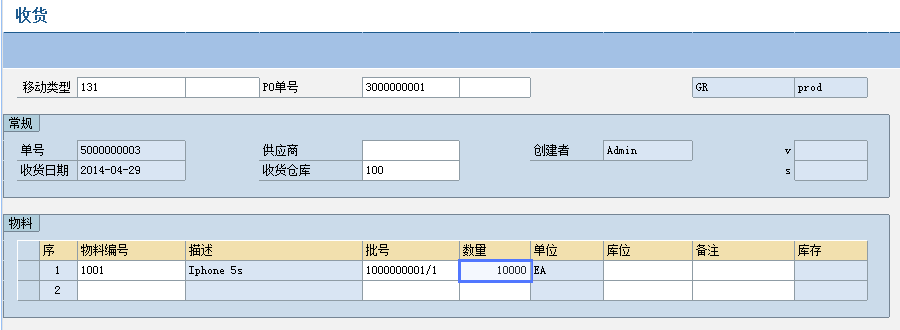 收货
移动类型 131 PO单号 3000000001 GR prod
常规
单号 5000000003 供应商 创建者 Admin v
收货日期 2014-04-29 收货仓库 100 s
物料
序 物料编号 描述 批号 数量 单位 库位 备注 库存
1 1001 Iphone 5s 1000000001/1 10000 EA
2